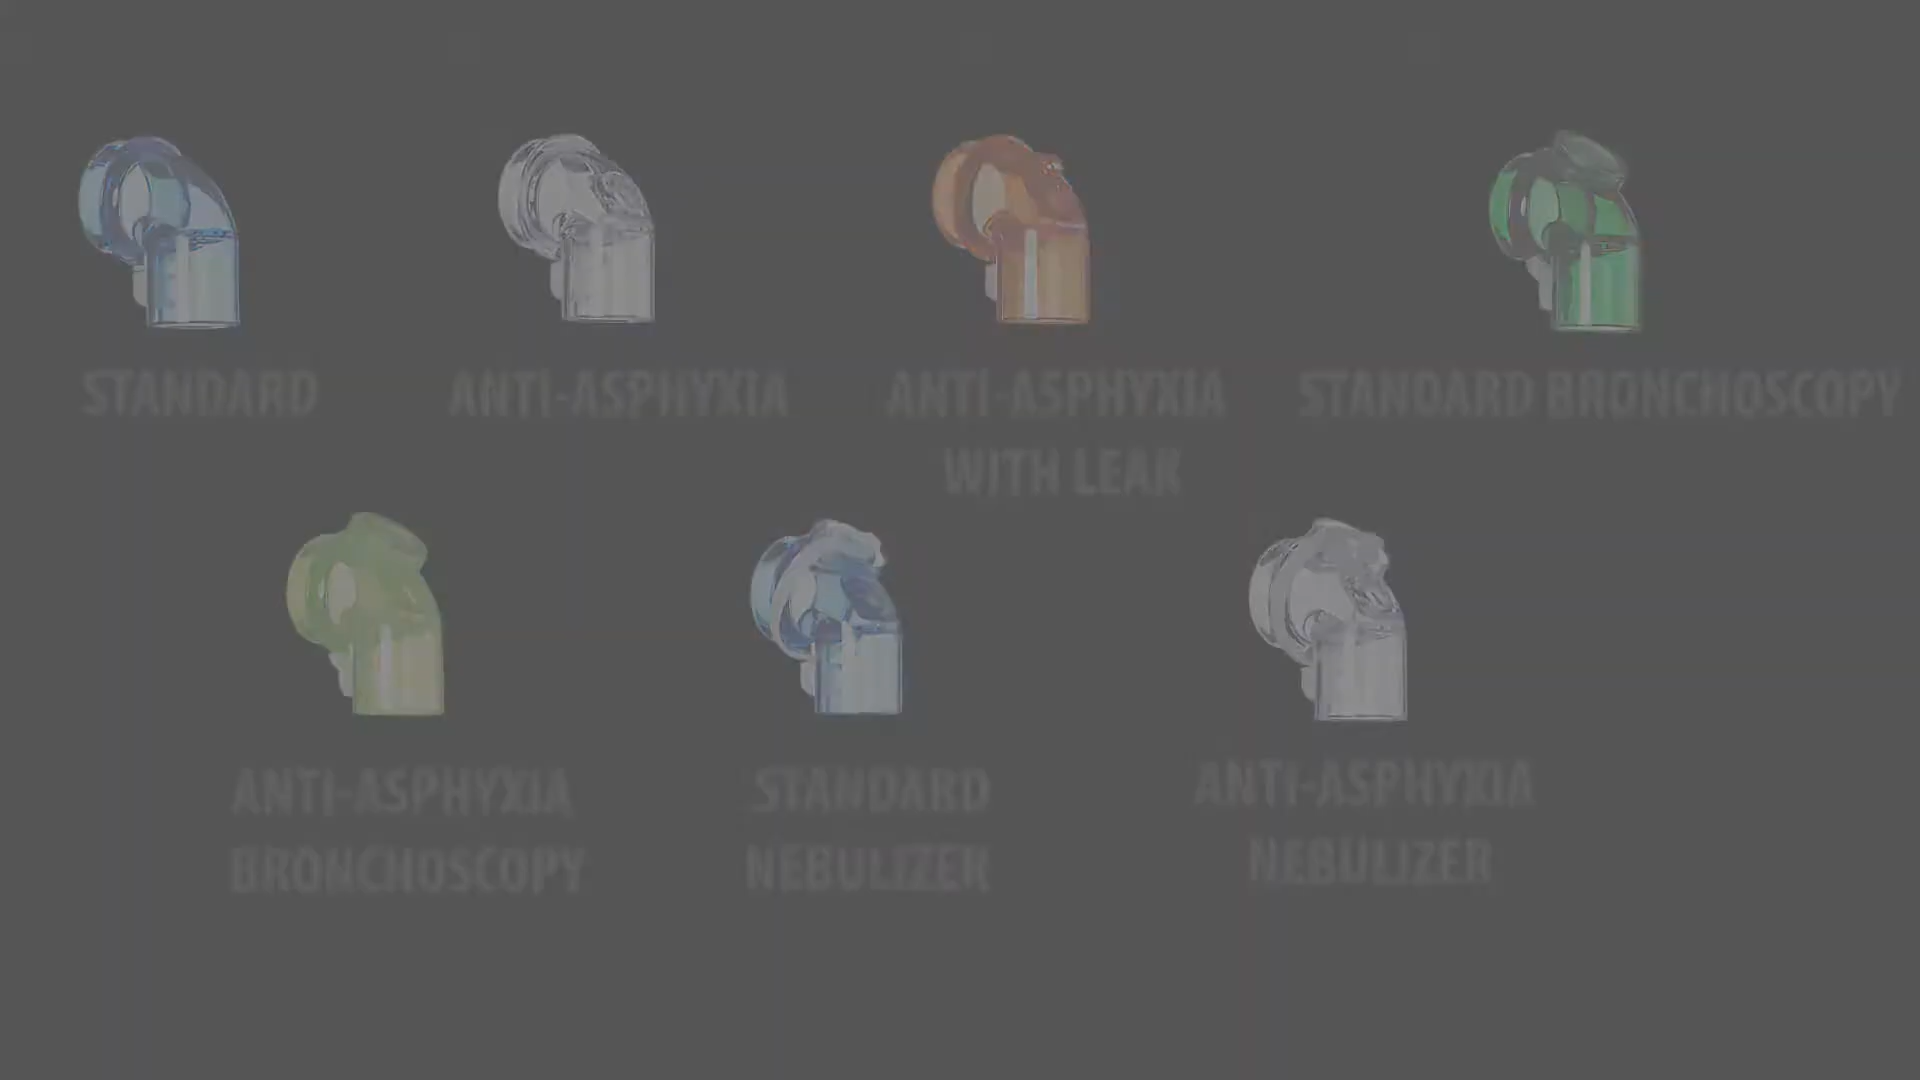 STANDARD
ANTI-ASPHYXIA
ANTI-ASPHYXIA
WITH LEAK
STANDARD BRONCHOSCOPY
ANTI-ASPHYXIA
BRONCHOSCOPY
STANDARD
NEBULIZER
ANTI-ASPHYXIA
NEBULIZER